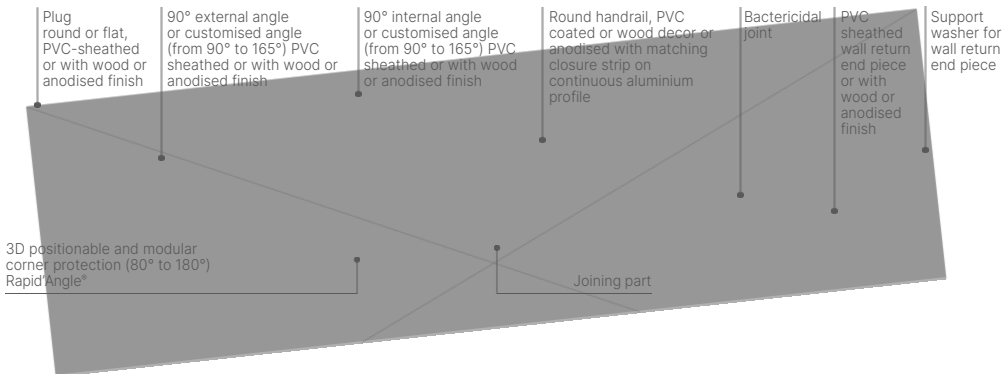 Plug
round or flat,
PVC-sheathed
or with wood or
anodised finish
90° external angle
or customised angle
(from 90° to 165°) PVC
sheathed or with wood or
anodised finish
90° internal angle
or customised angle
(from 90° to 165°) PVC
sheathed or with wood
or anodised finish
Round handrail, PVC
coated or wood decor or
anodised with matching
closure strip on
continuous aluminium
profile
Bactericidal
joint
PVC
sheathed
wall return
end piece
or with
wood or
anodised
finish
Support
washer for
wall return
end piece
3D positionable and modular
corner protection (80° to 180°)
Rapid'Angle®
Joining part